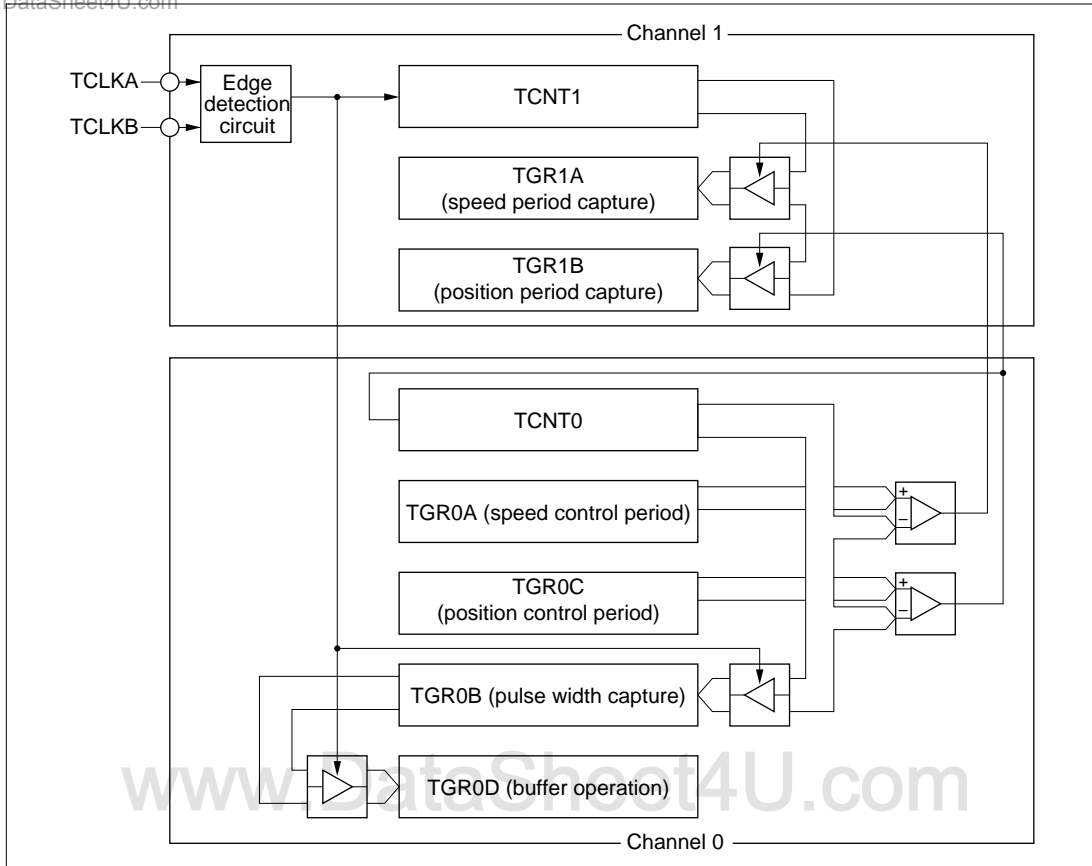 DataSheet4U.com
Channel 1
TCLKA
TCLKB
Edge
detection
circuit
TCNT1
TGR1A
(speed period capture)
TGR1B
(position period capture)
TCNT0
TGR0A (speed control period)
+
−
TGR0C
(position control period)
+
−
TGR0B (pulse width capture)
TGR0D (buffer operation)
www.DataSheet4U.com
Channel 0